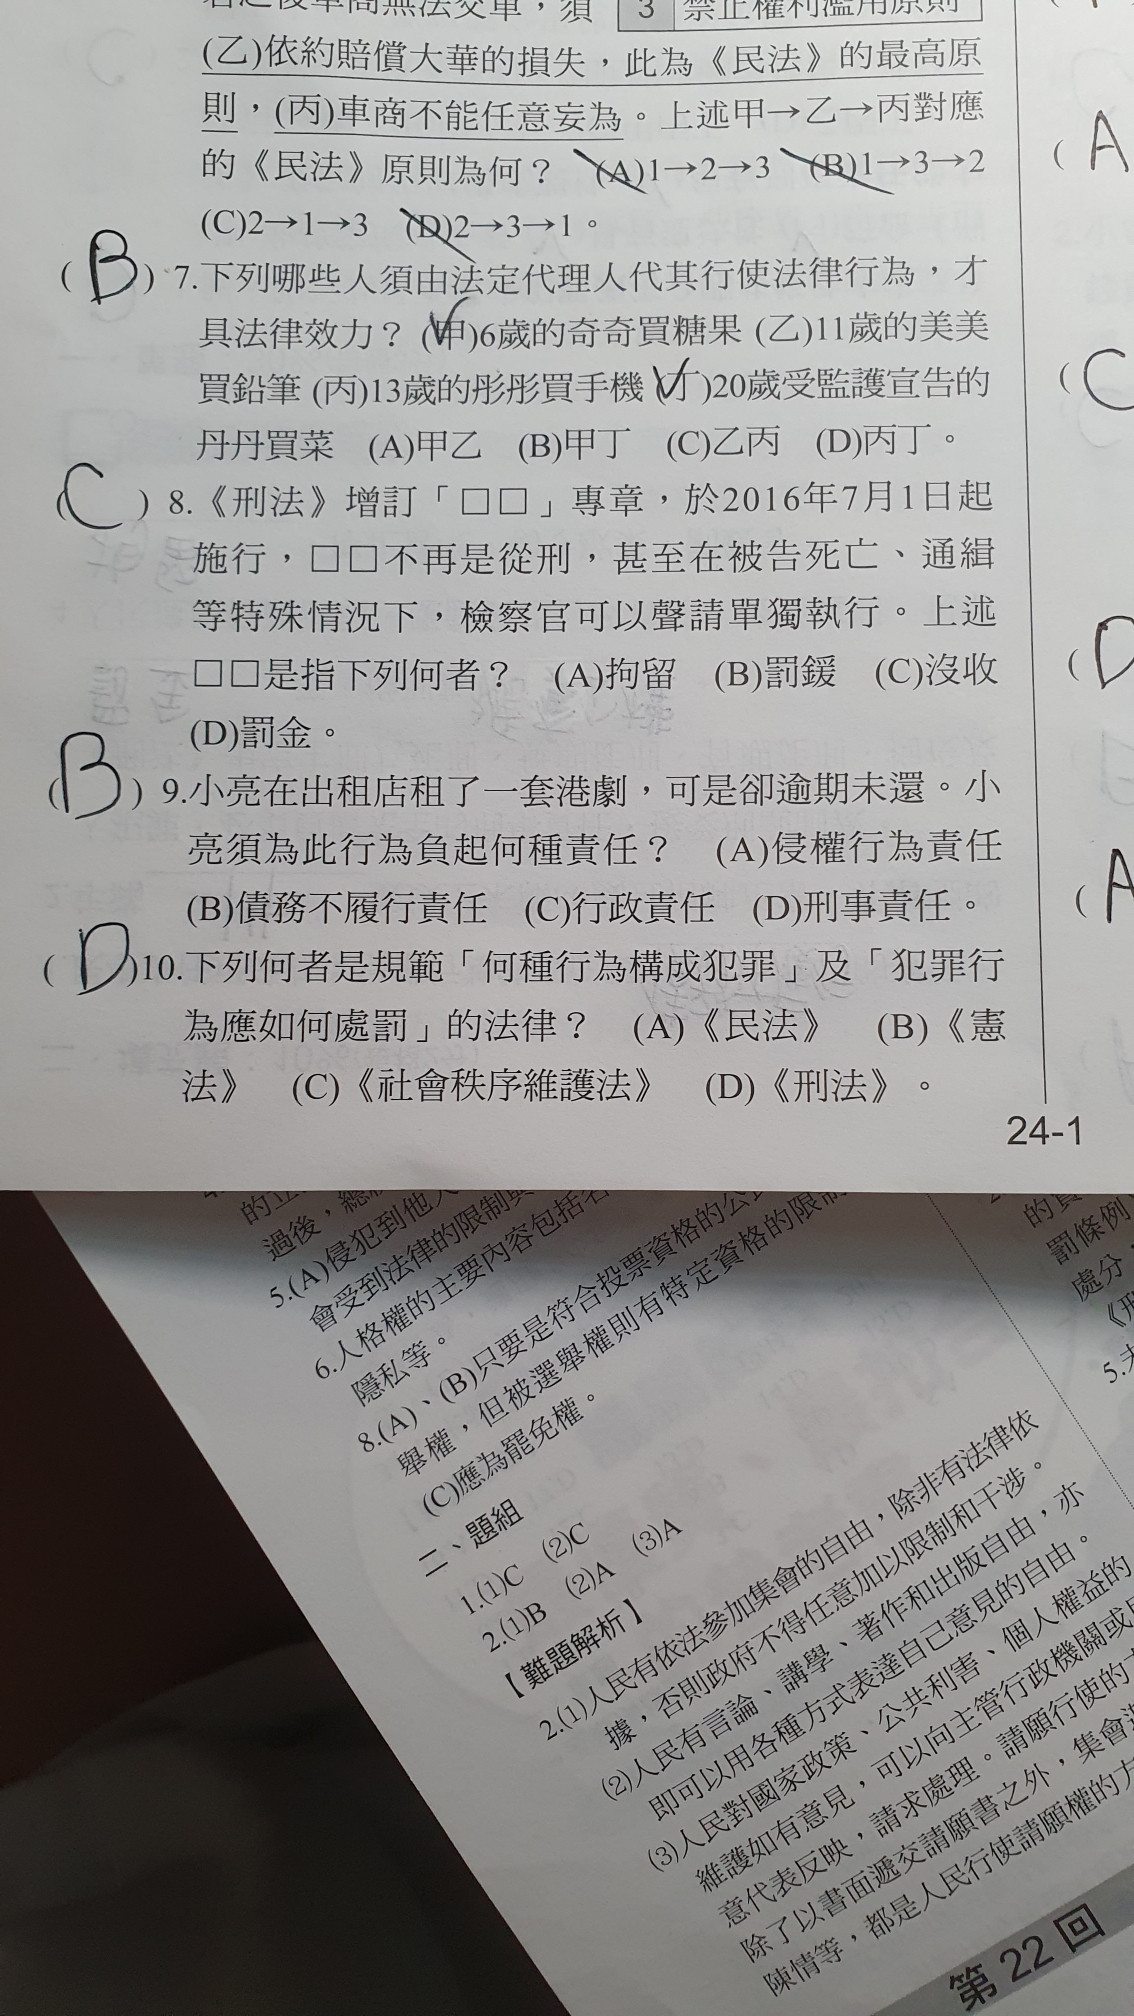 3 禁止權利濫用原則
(乙)依約賠償大華的損失，此為《民法》的最高原
則，(丙)車商不能任意妄為。上述甲→乙→丙對應
的《民法》原則為何？ (A)1→2→3 (B)1→3→2
(C)2→1→3 (D)2→3→1。
( B ) 7.下列哪些人須由法定代理人代其行使法律行為，才
具法律效力？ (甲)6歲的奇奇買糖果 (乙)11歲的美美
買鉛筆 (丙)13歲的彤彤買手機 (丁)20歲受監護宣告的
丹丹買菜 (A)甲乙 (B)甲丁 (C)乙丙 (D)丙丁。
( C ) 8.《刑法》增訂「□□」專章，於2016年7月1日起
施行，□□不再是從刑，甚至在被告死亡、通緝
等特殊情況下，檢察官可以聲請單獨執行。上述
□□是指下列何者？ (A)拘留 (B)罰鍰 (C)沒收
(D)罰金。
( B ) 9.小亮在出租店租了一套港劇，可是卻逾期未還。小
亮須為此行為負起何種責任？ (A)侵權行為責任
(B)債務不履行責任 (C)行政責任 (D)刑事責任。
( D )10.下列何者是規範「何種行為構成犯罪」及「犯罪行
為應如何處罰」的法律？ (A)《民法》 (B)《憲
法》 (C)《社會秩序維護法》 (D)《刑法》。
( A
( C
( D
( A
24-1
的立
過後，總
5.(A)侵犯到他人
會受到法律的限制與
6.人格權的主要內容包括名
隱私等。
8.(A)、(B)只要是符合投票資格的公
舉權，但被選舉權則有特定資格的限制
(C)應為罷免權。
二、題組
1.(1)C (2)C
2.(1)B (2)A (3)A
【難題解析】
2.(1)人民有依法參加集會的自由，除非有法律依
據，否則政府不得任意加以限制和干涉。
(2)人民有言論、講學、著作和出版自由，亦
即可以用各種方式表達自己意見的自由。
(3)人民對國家政策、公共利害、個人權益的
維護如有意見，可以向主管行政機關或
意代表反映，請求處理。請願行使的方
除了以書面遞交請願書之外，集會
陳情等，都是人民行使請願權的方
第 22 回
的
罰條例
處分，
《刑
5.